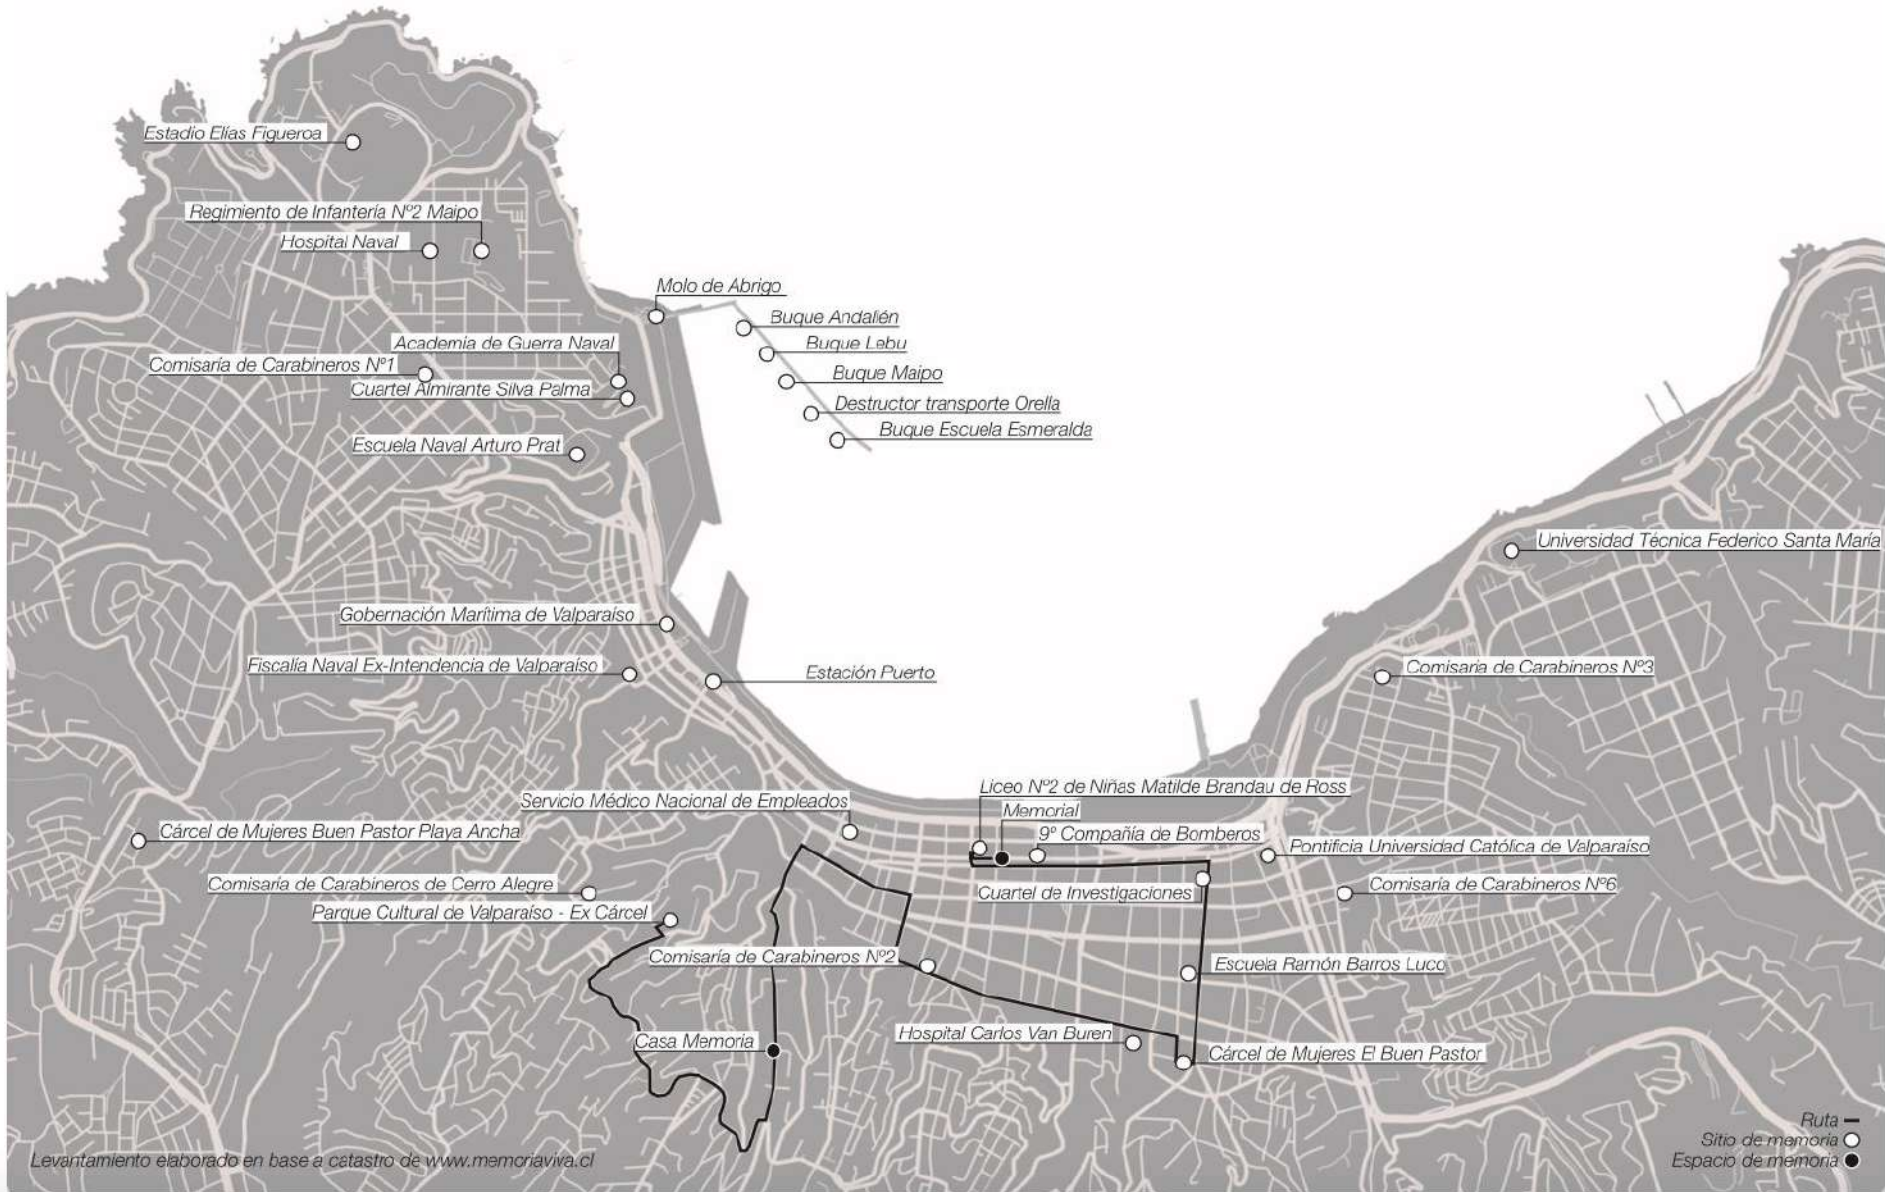 Estadio Elías Figueroa
Regimiento de Infantería Nº2 Maipo
Hospital Naval
Molo de Abrigo
Buque Andalién
Academia de Guerra Naval
Buque Lebu
Comisaría de Carabineros Nº1
Buque Maipo
Cuartel Almirante Silva Palma
Destructor transporte Orella
Buque Escuela Esmeralda
Escuela Naval Arturo Prat
Universidad Técnica Federico Santa María
Gobernación Marítima de Valparaíso
Fiscalía Naval Ex-Intendencia de Valparaíso
Estación Puerto
Comisaría de Carabineros Nº3
Liceo Nº2 de Niñas Matilde Brandau de Ross
Servicio Médico Nacional de Empleados
Memorial
Cárcel de Mujeres Buen Pastor Playa Ancha
9º Compañía de Bomberos
Pontificia Universidad Católica de Valparaíso
Comisaría de Carabineros de Cerro Alegre
Cuartel de Investigaciones
Comisaría de Carabineros Nº6
Parque Cultural de Valparaíso - Ex Cárcel
Comisaría de Carabineros Nº2
Escuela Ramón Barros Luco
Casa Memoria
Hospital Carlos Van Buren
Cárcel de Mujeres El Buen Pastor
Ruta
Sitio de memoria
Espacio de memoria
Levantamiento elaborado en base a catastro de www.memoriaviva.cl